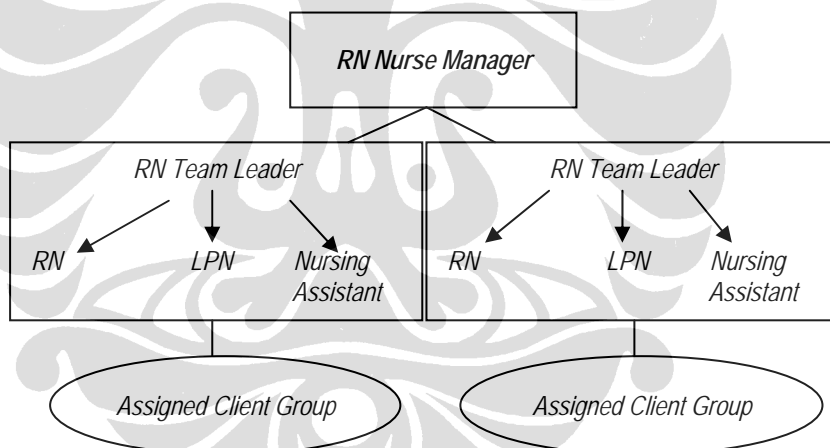 RN Nurse Manager
RN Team Leader
RN Team Leader
RN
LPN
Nursing
Assistant
RN
LPN
Nursing
Assistant
Assigned Client Group
Assigned Client Group